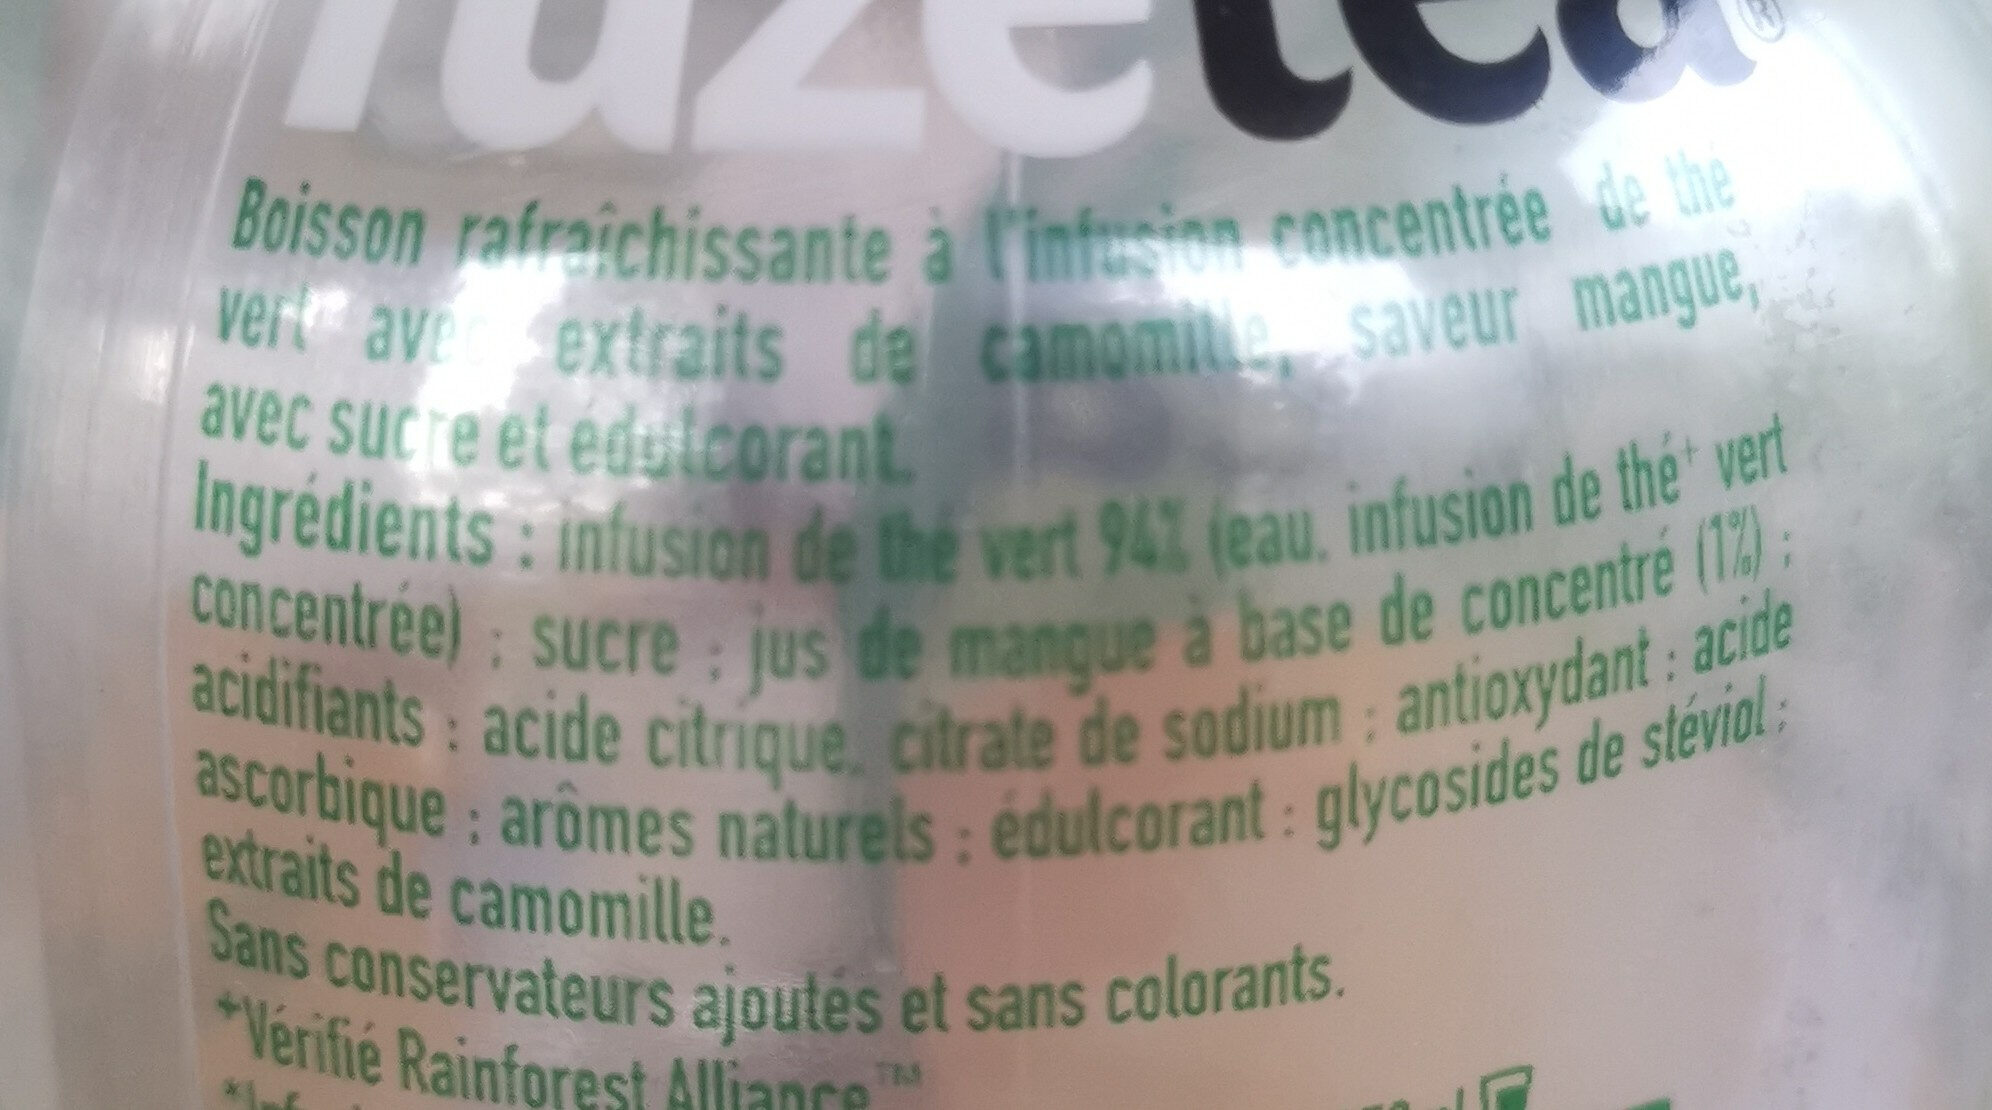 fuze tea®
Boisson rafraîchissante à l'infusion concentrée de thé
vert avec extraits de camomille, saveur mangue,
avec sucre et édulcorant.
Ingrédients : infusion de thé vert 94% (eau, infusion de thé⁺ vert
concentrée) ; sucre ; jus de mangue à base de concentré (1%) ;
acidifiants : acide citrique, citrate de sodium ; antioxydant : acide
ascorbique ; arômes naturels ; édulcorant : glycosides de stéviol ;
extraits de camomille.
Sans conservateurs ajoutés et sans colorants.
⁺Vérifié Rainforest Alliance™